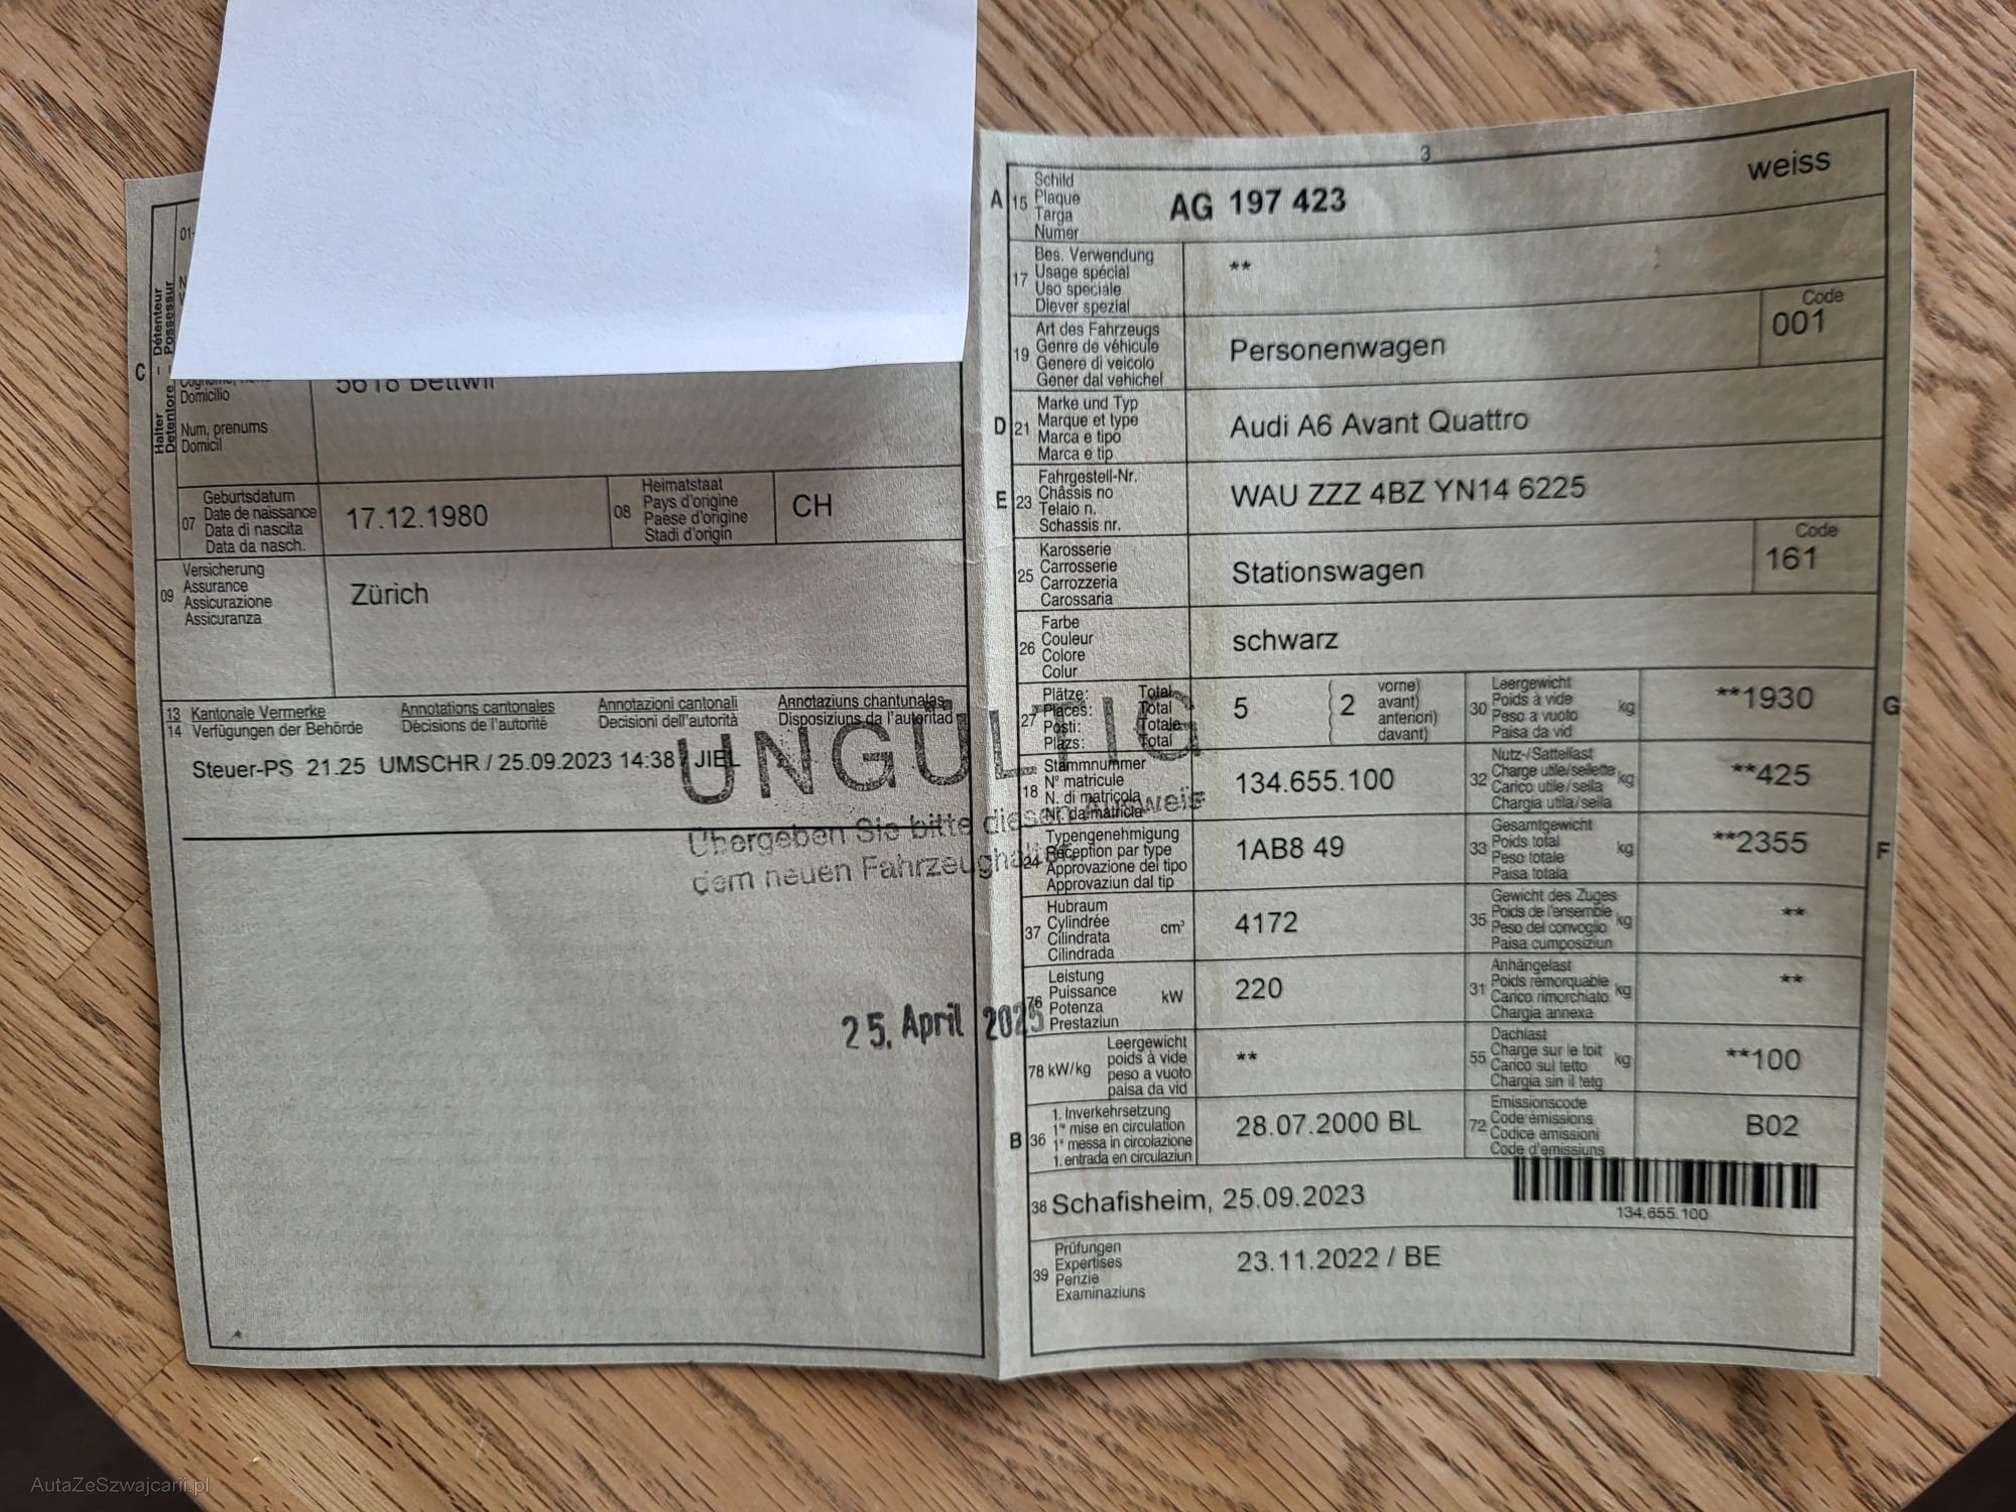 01-
C
Halter – Détenteur
Detentore – Possessur
5618 Bettwil
Domicilio
Num, prenums
Domicil
07
Geburtsdatum
Date de naissance
Data di nascita
Data da nasch.
17.12.1980
08
Heimatstaat
Pays d'origine
Paese d'origine
Stadi d'origin
CH
09
Versicherung
Assurance
Assicurazione
Assicuranza
Zürich
13 Kantonale Vermerke Annotations cantonales Annotazioni cantonali Annotaziuns chantunalas
14 Verfügungen der Behörde Décisions de l'autorité Decisioni dell'autorità Disposiziuns da l'autoritad
Steuer-PS 21.25 UMSCHR / 25.09.2023 14:38 / JIEL
UNGÜLTIG
Übergeben Sie bitte diesen Ausweis
dem neuen Fahrzeughalter
25. April 2025
3
A 15
Schild
Plaque
Targa
Numer
AG 197 423
weiss
17
Bes. Verwendung
Usage spécial
Uso speciale
Diever spezial
**
19
Art des Fahrzeugs
Genre de véhicule
Genere di veicolo
Gener dal vehichel
Personenwagen
Code
001
D 21
Marke und Typ
Marque et type
Marca e tipo
Marca e tip
Audi A6 Avant Quattro
E 23
Fahrgestell-Nr.
Châssis no
Telaio n.
Schassis nr.
WAU ZZZ 4BZ YN14 6225
25
Karosserie
Carrosserie
Carrozzeria
Carossaria
Stationswagen
Code
161
26
Farbe
Couleur
Colore
Colur
schwarz
27
Plätze: Total
Places: Total
Posti: Totale
Plazs: Total
5
2
vorne)
avant)
anteriori)
davant)
30
Leergewicht
Poids à vide
Peso a vuoto
Paisa da vid
kg
**1930
G
18
Stammnummer
N° matricule
N. di matricola
Nr. da matricla
134.655.100
32
Nutz-/Sattellast
Charge utile/sellette
Carico utile/sella
Chargia utila/sella
kg
**425
24
Typengenehmigung
Réception par type
Approvazione del tipo
Approvaziun dal tip
1AB8 49
33
Gesamtgewicht
Poids total
Peso totale
Paisa totala
kg
**2355
F
37
Hubraum
Cylindrée
Cilindrata
Cilindrada
cm³
4172
35
Gewicht des Zuges
Poids de l'ensemble
Peso del convoglio
Paisa cumposiziun
kg
**
76
Leistung
Puissance
Potenza
Prestaziun
kW
220
31
Anhängelast
Poids remorquable
Carico rimorchiato
Chargia annexa
kg
**
78 kW/kg
Leergewicht
poids à vide
peso a vuoto
paisa da vid
**
55
Dachlast
Charge sur le toit
Carico sul tetto
Chargia sin il tetg
kg
**100
B 36
1. Inverkehrsetzung
1re mise en circulation
1a messa in circolazione
1. entrada en circulaziun
28.07.2000 BL
72
Emissionscode
Code émissions
Codice emissioni
Code d'emissiuns
B02
38 Schafisheim, 25.09.2023
134.655.100
39
Prüfungen
Expertises
Perizie
Examinaziuns
23.11.2022 / BE
AutaZeSzwajcarii.pl